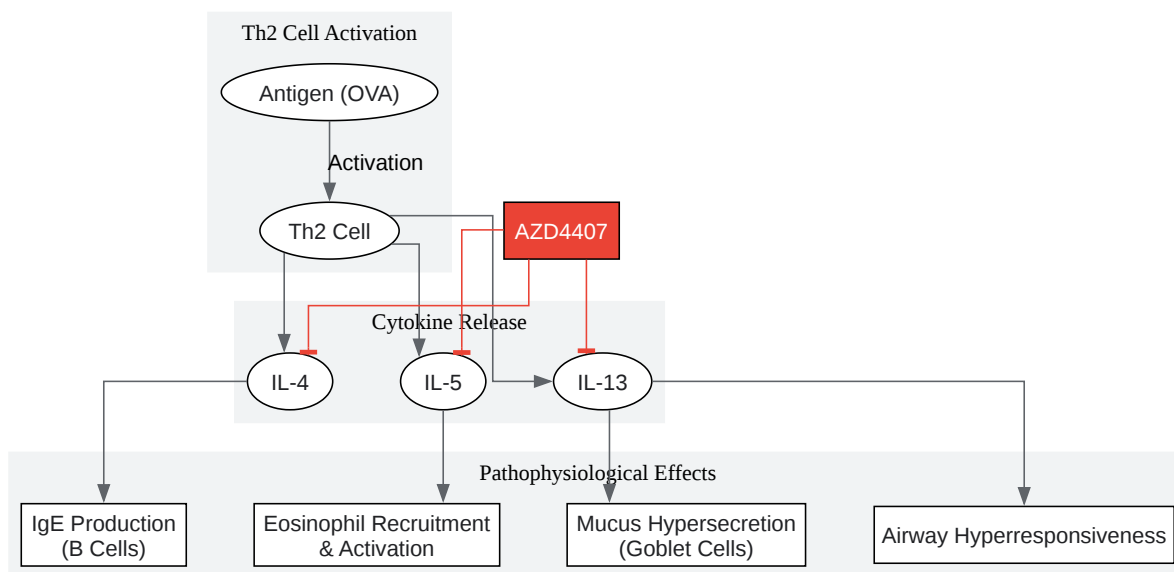 Th2 Cell Activation
Antigen (OVA)
Activation
Th2 Cell
AZD4407
Cytokine Release
IL-4
IL-5
IL-13
Pathophysiological Effects
IgE Production
(B Cells)
Eosinophil Recruitment
& Activation
Mucus Hypersecretion
(Goblet Cells)
Airway Hyperresponsiveness